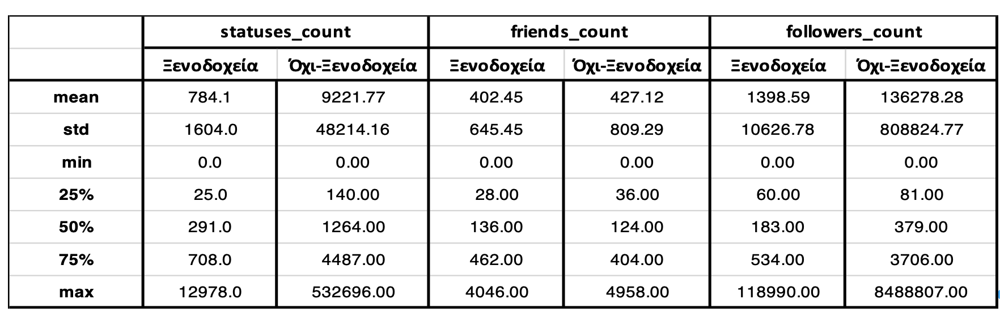 statuses_count friends_count followers_count
Ξενοδοχεία Όχι-Ξενοδοχεία Ξενοδοχεία Όχι-Ξενοδοχεία Ξενοδοχεία Όχι-Ξενοδοχεία
mean 784.1 9221.77 402.45 427.12 1398.59 136278.28
std 1604.0 48214.16 645.45 809.29 10626.78 808824.77
min 0.0 0.00 0.00 0.00 0.00 0.00
25% 25.0 140.00 28.00 36.00 60.00 81.00
50% 291.0 1264.00 136.00 124.00 183.00 379.00
75% 708.0 4487.00 462.00 404.00 534.00 3706.00
max 12978.0 532696.00 4046.00 4958.00 118990.00 8488807.00